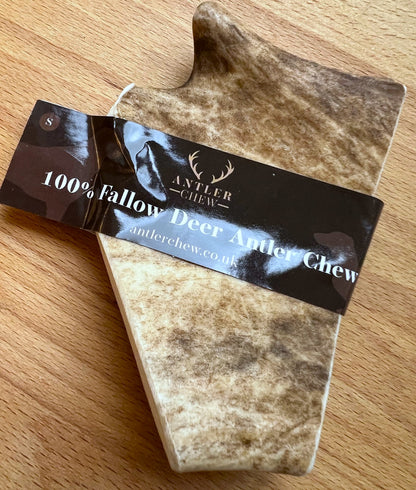 S
ANTLER
CHEW
100% Fallow Deer Antler Chew
antlerchew.co.uk